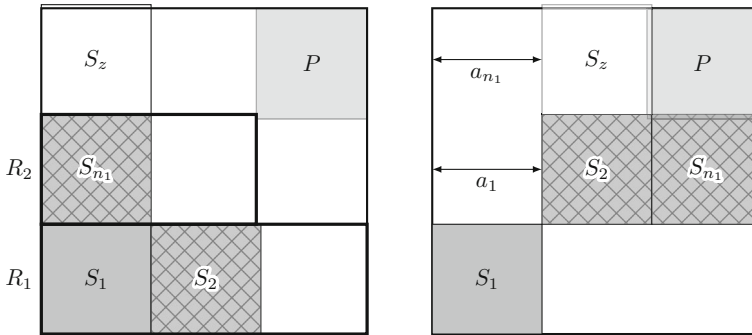 S_z P
R_2 S_{n_1}
R_1 S_1 S_2
a_{n_1} S_z P
a_1 S_2 S_{n_1}
S_1